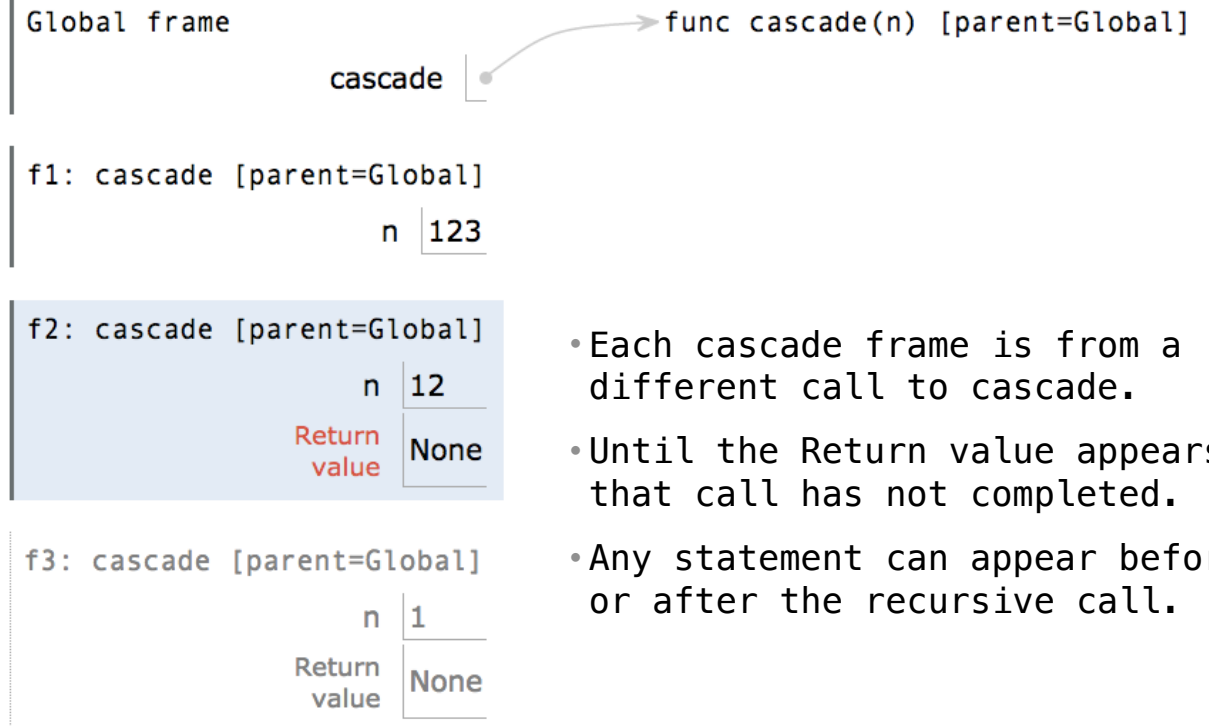 Global frame
func cascade(n) [parent=Global]
cascade
f1: cascade [parent=Global]
n 123
f2: cascade [parent=Global]
n 12
Return
value None
f3: cascade [parent=Global]
n 1
Return
value None
•Each cascade frame is from a
different call to cascade.
•Until the Return value appears
that call has not completed.
•Any statement can appear
or after the recursive call.